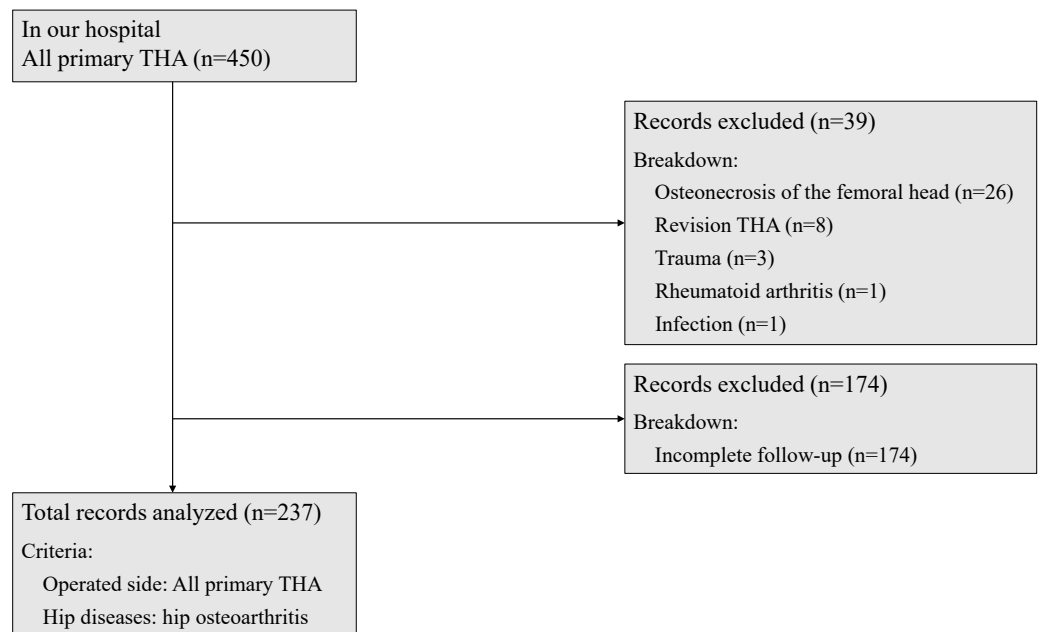 In our hospital
All primary THA (n=450)
Records excluded (n=39)
Breakdown:
Osteonecrosis of the femoral head (n=26)
Revision THA (n=8)
Trauma (n=3)
Rheumatoid arthritis (n=1)
Infection (n=1)
Records excluded (n=174)
Breakdown:
Incomplete follow-up (n=174)
Total records analyzed (n=237)
Criteria:
Operated side: All primary THA
Hip diseases: hip osteoarthritis